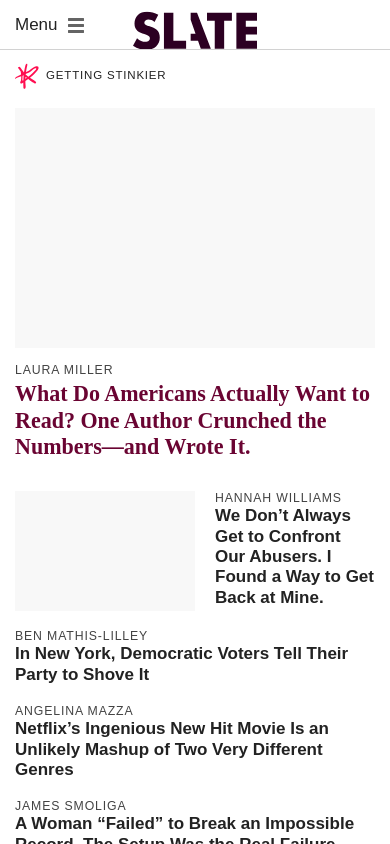 Menu
SLATE
GETTING STINKIER
LAURA MILLER
What Do Americans Actually Want to
Read? One Author Crunched the
Numbers—and Wrote It.
HANNAH WILLIAMS
We Don’t Always
Get to Confront
Our Abusers. I
Found a Way to Get
Back at Mine.
BEN MATHIS-LILLEY
In New York, Democratic Voters Tell Their
Party to Shove It
ANGELINA MAZZA
Netflix’s Ingenious New Hit Movie Is an
Unlikely Mashup of Two Very Different
Genres
JAMES SMOLIGA
A Woman “Failed” to Break an Impossible
Record. The Setup Was the Real Failure.